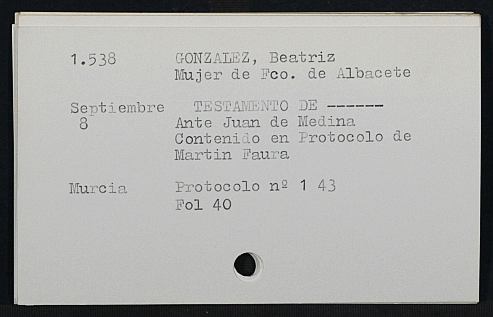 1.538 GONZALEZ, Beatriz
Mujer de Fco. de Albacete
Septiembre TESTAMENTO DE ------
8 Ante Juan de Medina
Contenido en Protocolo de
Martin Faura
Murcia Protocolo nº 1 43
Fol 40